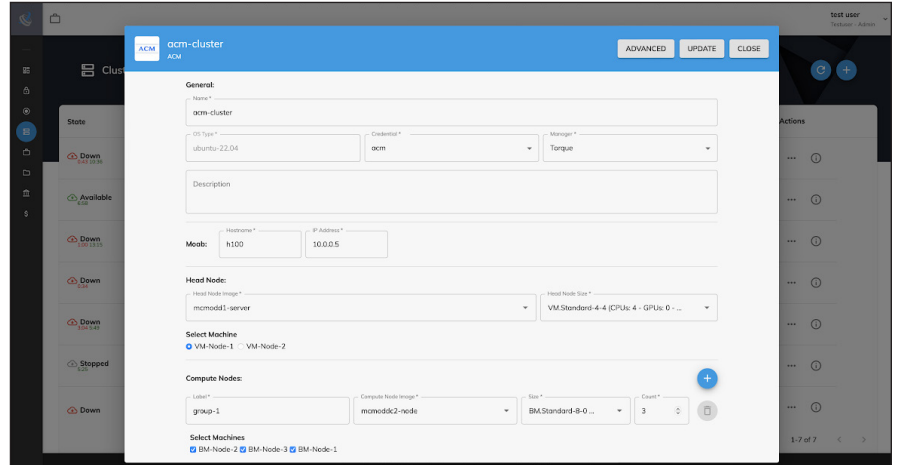 test user
Testuser - Admin
ACM
acm-cluster
ACM
ADVANCED
UPDATE
CLOSE
Clust
General:
Name *
acm-cluster
State
Actions
OS Type *
ubuntu-22.04
Credential *
acm
Manager *
Torque
Down
Description
Available
Moab:
Hostname *
h100
IP Address *
10.0.0.5
Down
Head Node:
Down
Head Node Image *
mcmodd1-server
Head Node Size *
VM.Standard-4-4 (CPUs: 4 - GPUs: 0 - ...
Down
Select Machine
VM-Node-1 VM-Node-2
Stopped
Compute Nodes:
Label *
group-1
Compute Node Image *
mcmoddc2-node
Size *
BM.Standard-8-0 ...
Count *
3
Down
Select Machines
BM-Node-2 BM-Node-3 BM-Node-1
1-7 of 7